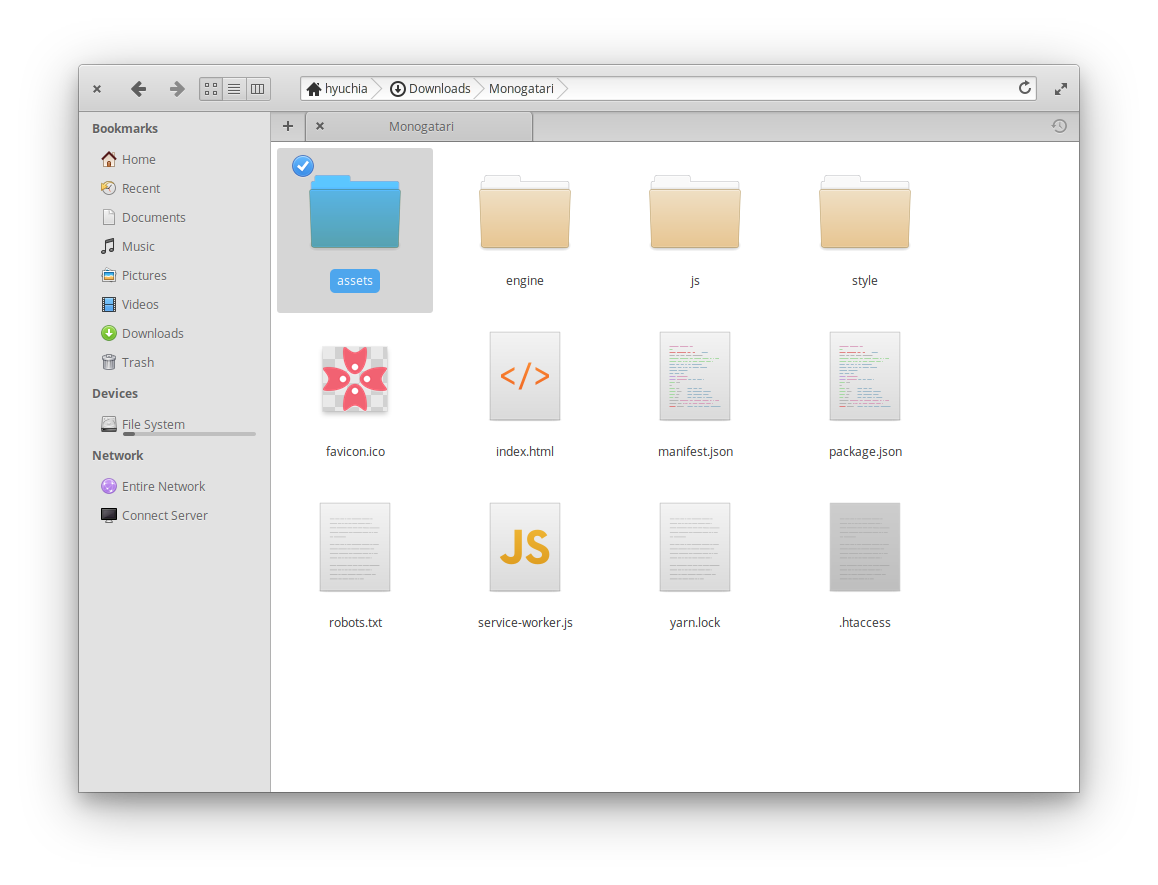 hyuchia Downloads Monogatari
Monogatari
Bookmarks
Home
Recent
Documents
Music
Pictures
Videos
Downloads
Trash
Devices
File System
Network
Entire Network
Connect Server
assets engine js style
favicon.ico index.html manifest.json package.json
</>
robots.txt service-worker.js yarn.lock .htaccess
JS